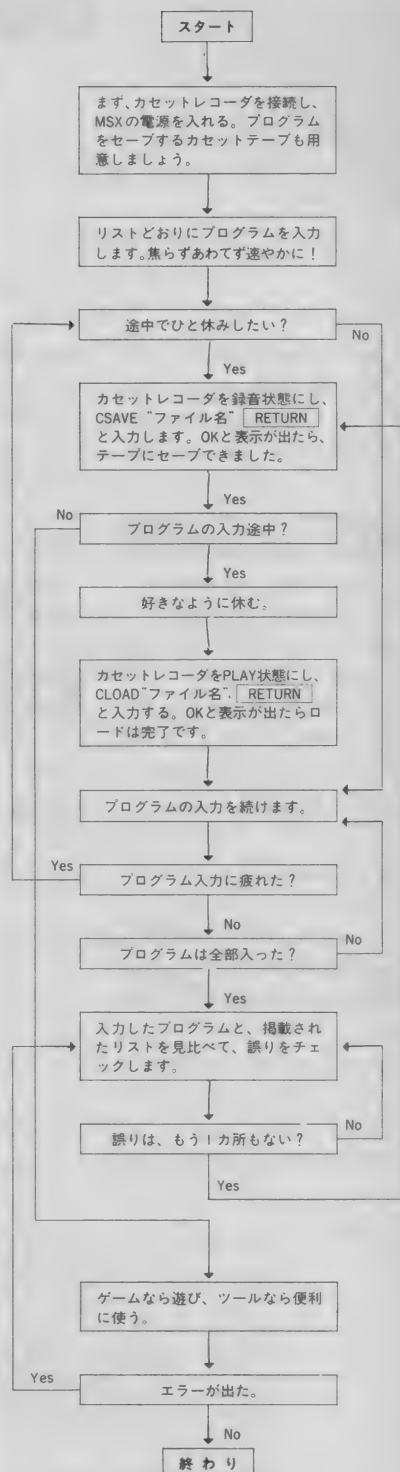 スタート
まず、カセットレコーダを接続し、
MSXの電源を入れる。プログラム
をセーブするカセットテープも用
意しましょう。
リストどおりにプログラムを入力
します。焦らずあわてず速やかに！
途中でひと休みしたい？
No
Yes
カセットレコーダを録音状態にし、
CSAVE "ファイル名" RETURN
と入力します。OKと表示が出たら、
テープにセーブできました。
Yes
No
プログラムの入力途中？
Yes
好きなように休む。
カセットレコーダをPLAY状態にし、
CLOAD"ファイル名". RETURN
と入力する。OKと表示が出たらロ
ードは完了です。
プログラムの入力を続けます。
Yes
プログラム入力に疲れた？
No
プログラムは全部入った？
No
Yes
入力したプログラムと、掲載され
たリストを見比べて、誤りをチェ
ックします。
誤りは、もう1カ所もない？
No
Yes
ゲームなら遊び、ツールなら便利
に使う。
Yes
エラーが出た。
No
終わり